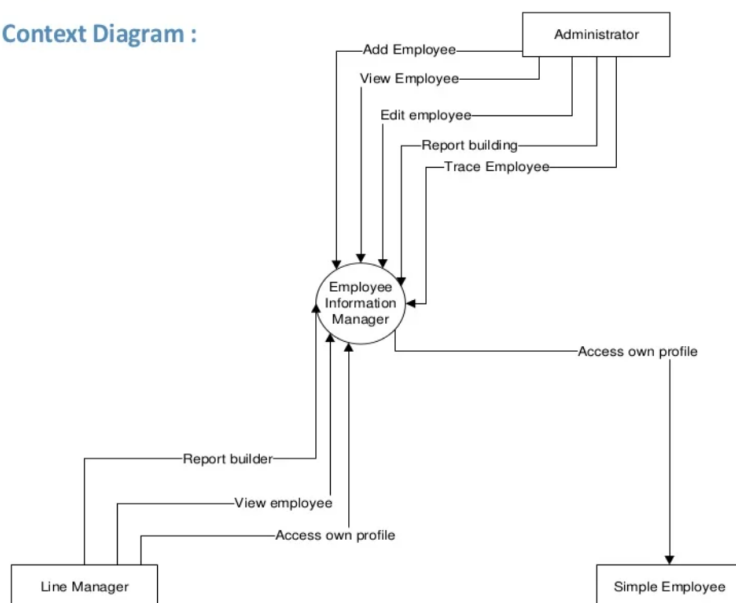 Context Diagram :
Administrator
Add Employee
View Employee
Edit employee
Report building
Trace Employee
Employee
Information
Manager
Access own profile
Report builder
View employee
Access own profile
Line Manager
Simple Employee